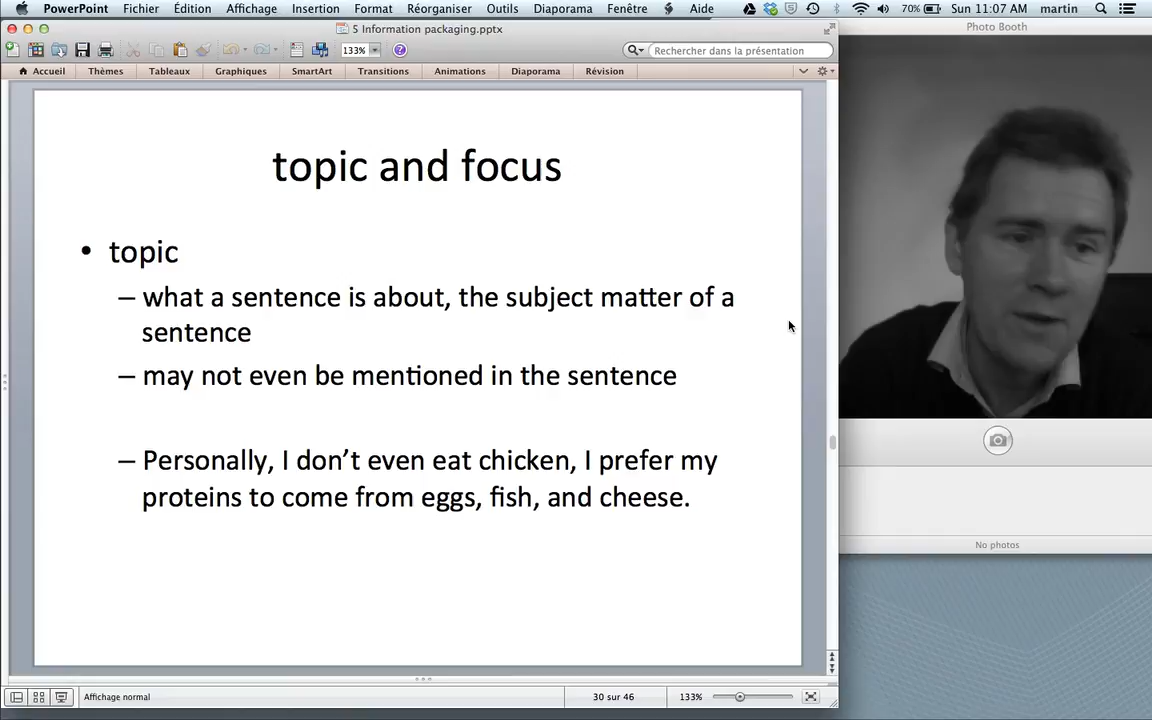 PowerPoint Fichier Édition Affichage Insertion Format Réorganiser Outils Diaporama Fenêtre Aide 70% Sun 11:07 AM martin
5 Information packaging.pptx
Photo Booth
133% Rechercher dans la présentation
Accueil Thèmes Tableaux Graphiques SmartArt Transitions Animations Diaporama Révision
topic and focus
• topic
– what a sentence is about, the subject matter of a
sentence
– may not even be mentioned in the sentence
– Personally, I don’t even eat chicken, I prefer my
proteins to come from eggs, fish, and cheese.
No photos
Affichage normal 30 sur 46 133%